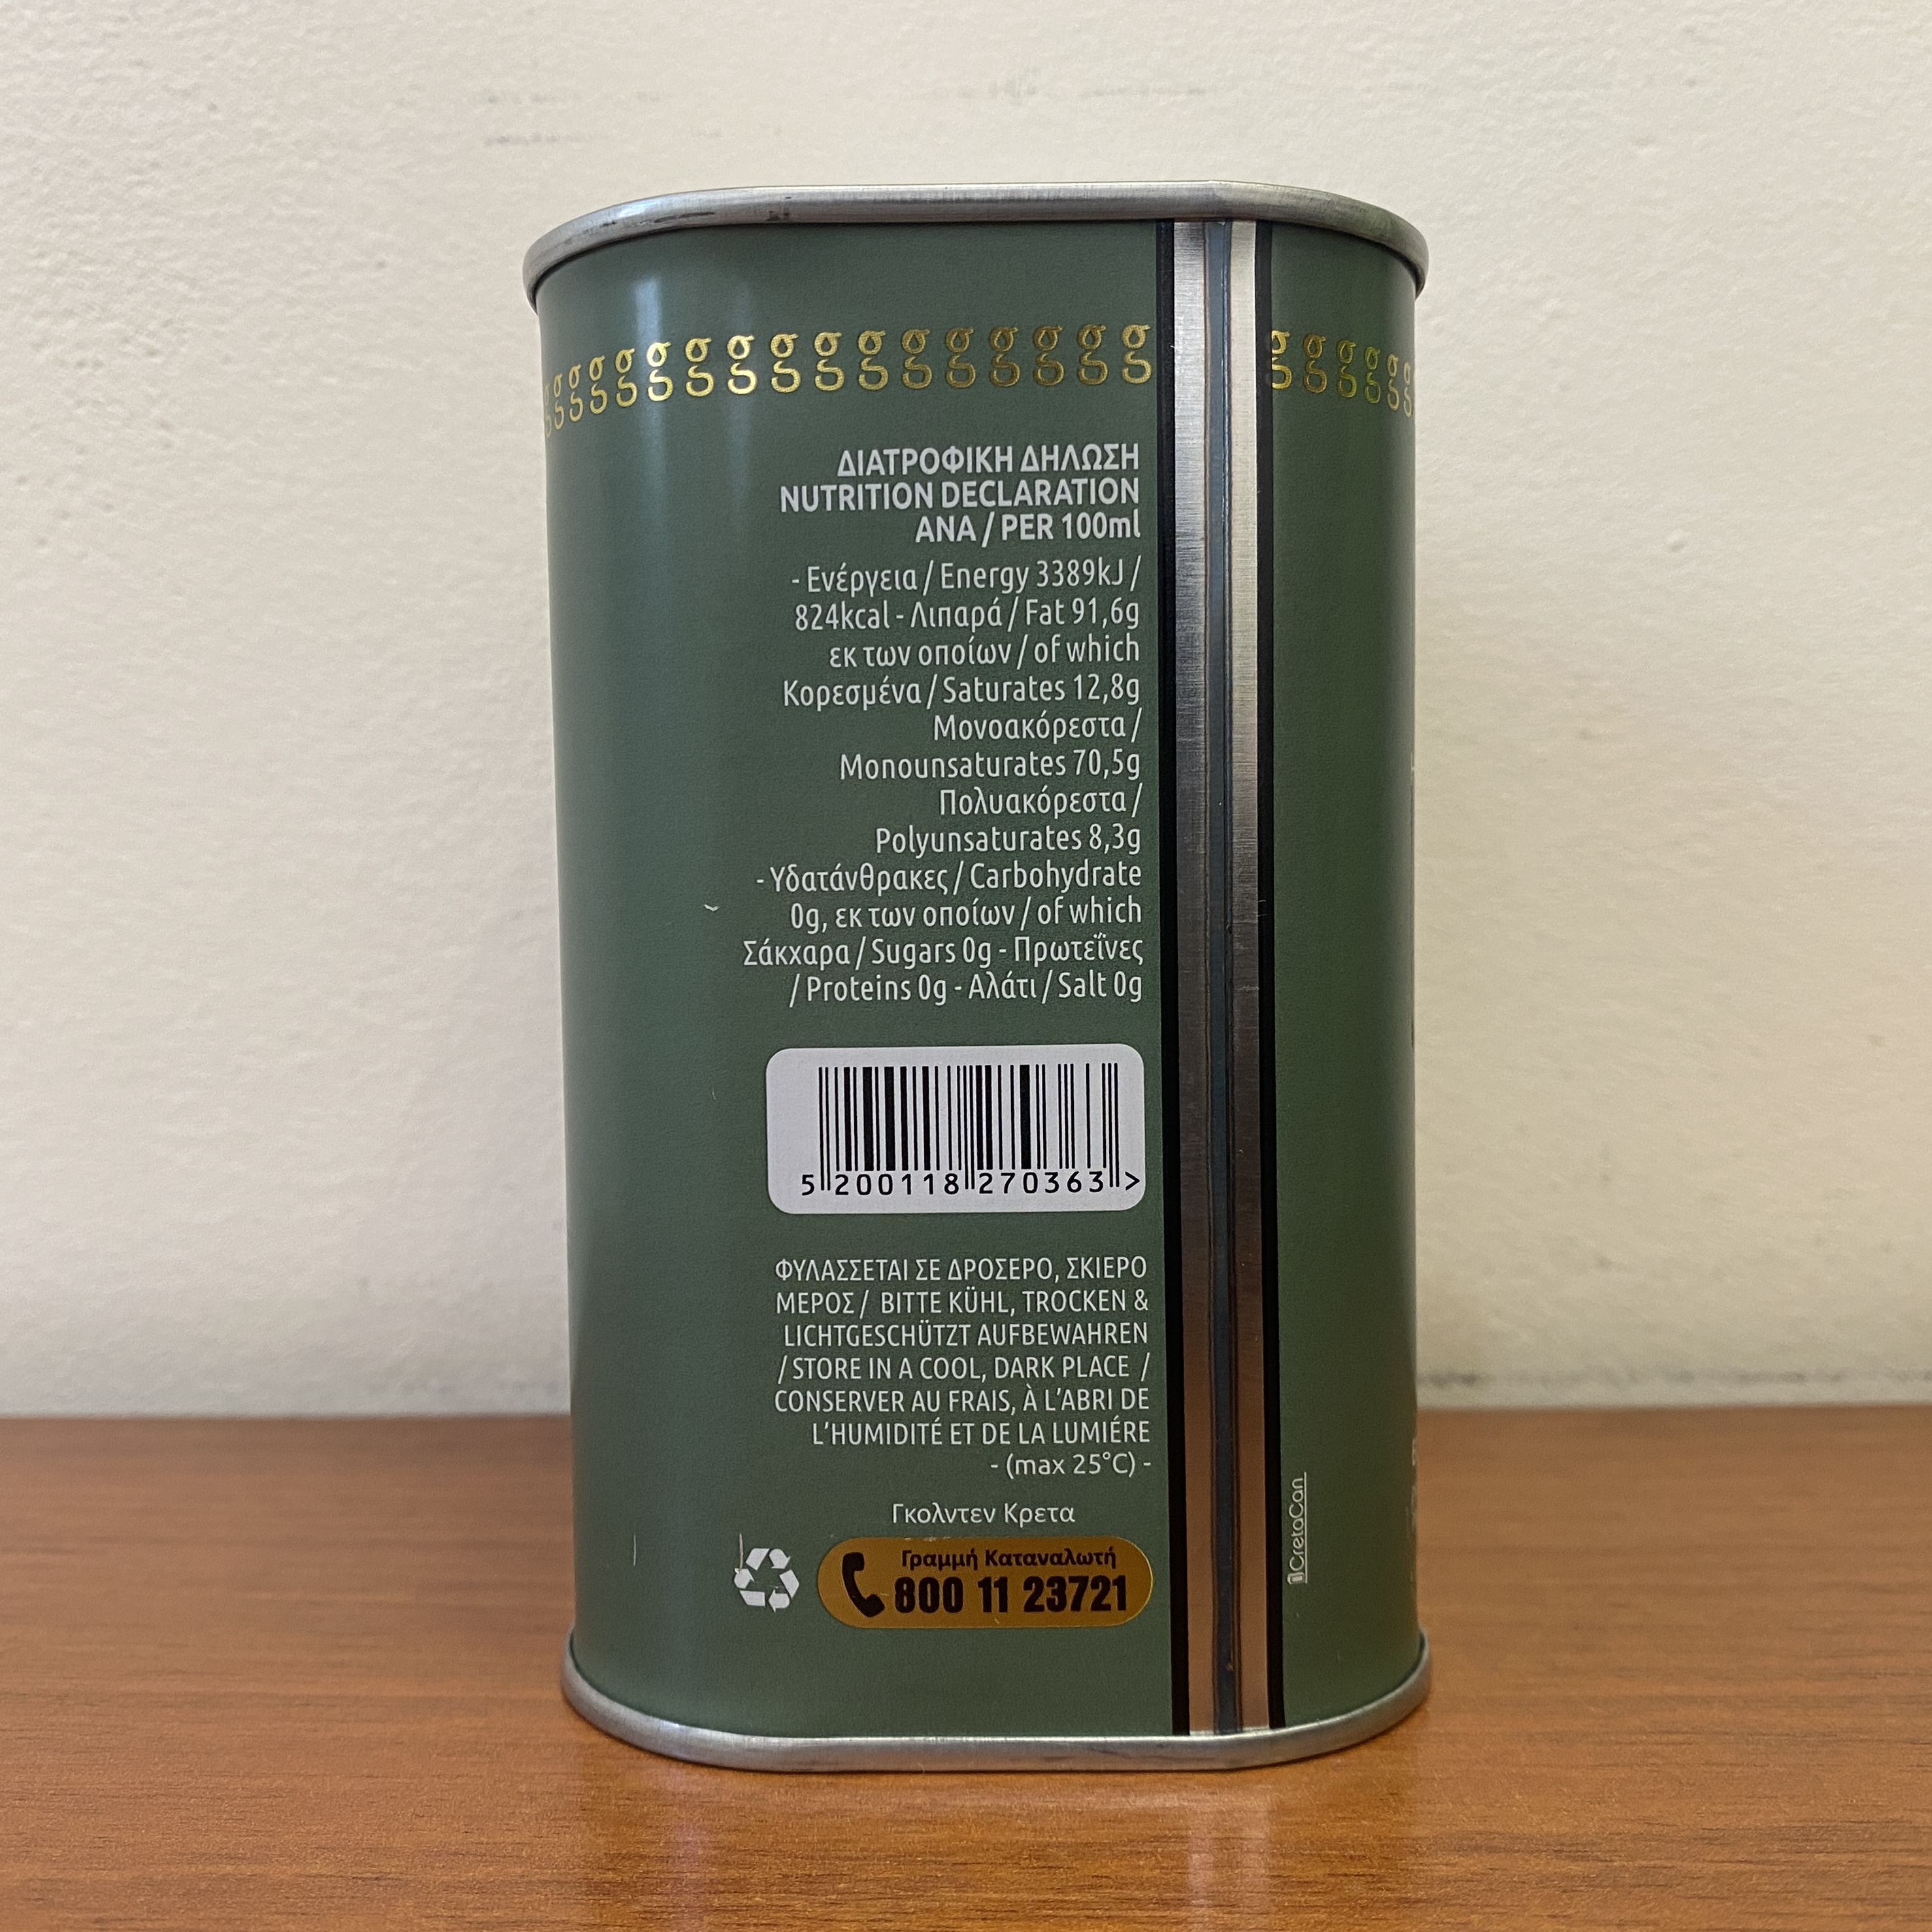 ggggggggggggggggg gggggg
ΔΙΑΤΡΟΦΙΚΗ ΔΗΛΩΣΗ
NUTRITION DECLARATION
ΑΝΑ / PER 100ml
- Ενέργεια / Energy 3389kJ /
824kcal - Λιπαρά / Fat 91,6g
εκ των οποίων / of which
Κορεσμένα / Saturates 12,8g
Μονοακόρεστα /
Monounsaturates 70,5g
Πολυακόρεστα /
Polyunsaturates 8,3g
- Υδατάνθρακες / Carbohydrate
0g, εκ των οποίων / of which
Σάκχαρα / Sugars 0g - Πρωτεΐνες
/ Proteins 0g - Αλάτι / Salt 0g
5 200118 270363 >
ΦΥΛΑΣΣΕΤΑΙ ΣΕ ΔΡΟΣΕΡΟ, ΣΚΙΕΡΟ
ΜΕΡΟΣ / BITTE KÜHL, TROCKEN &
LICHTGESCHÜTZT AUFBEWAHREN
/ STORE IN A COOL, DARK PLACE /
CONSERVER AU FRAIS, À L'ABRI DE
L'HUMIDITÉ ET DE LA LUMIÉRE
- (max 25°C) -
Γκολντεν Κρετα
Γραμμή Καταναλωτή
800 11 23721
CretaCan